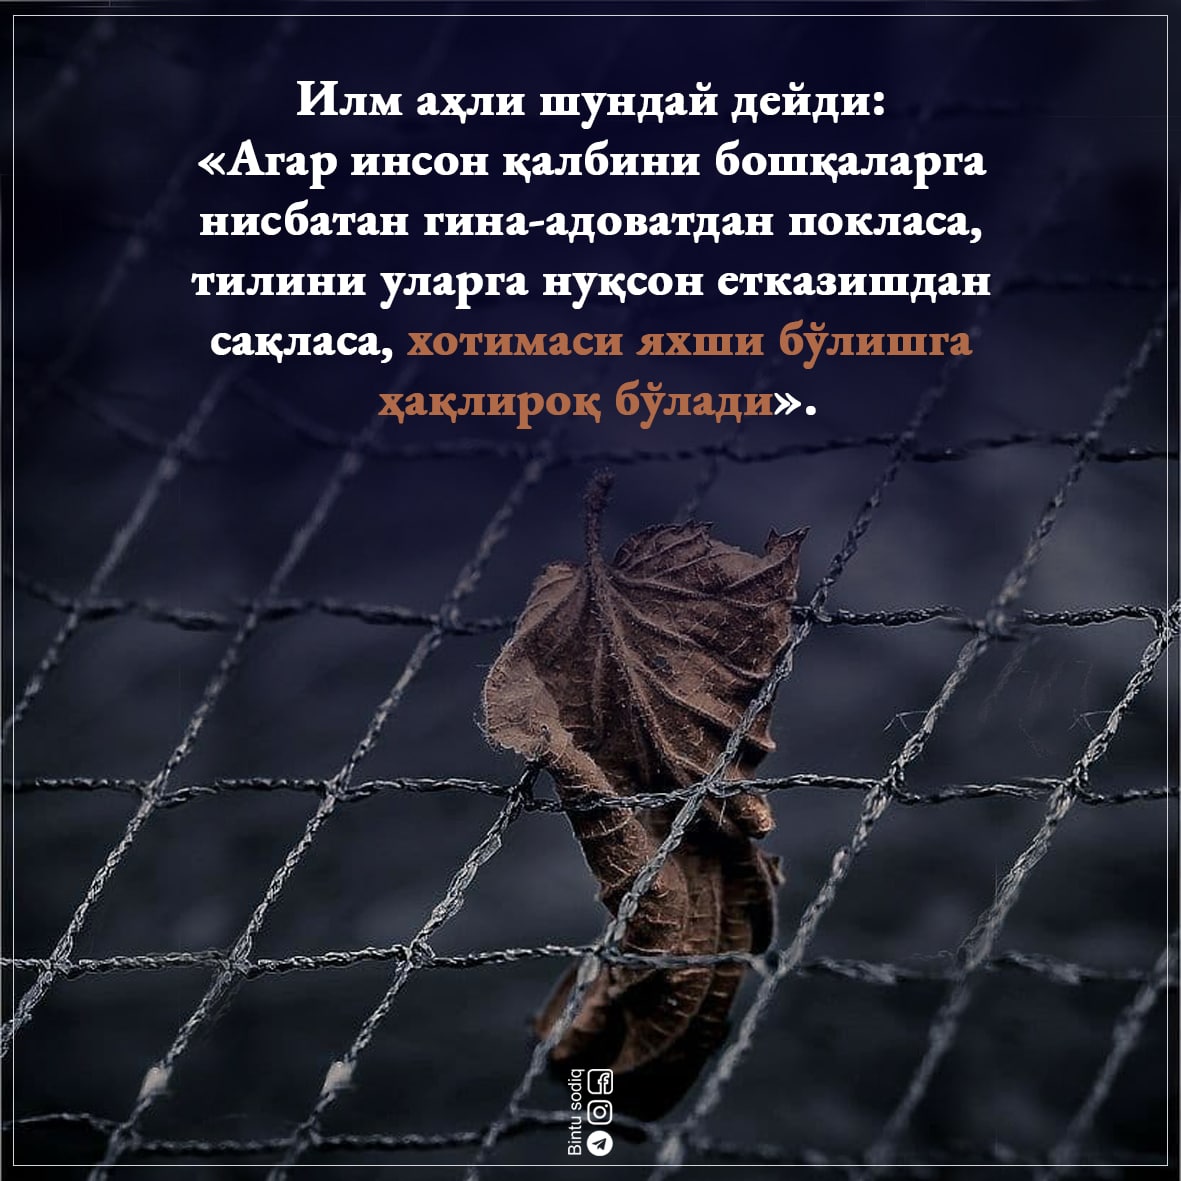 Илм аҳли шундай дейди:
«Агар инсон қалбини бошқаларга
нисбатан гина-адоватдан покласа,
тилини уларга нуқсон етказишдан
сақласа, хотимаси яхши бўлишга
ҳақлироқ бўлади».
Bintu sodiq